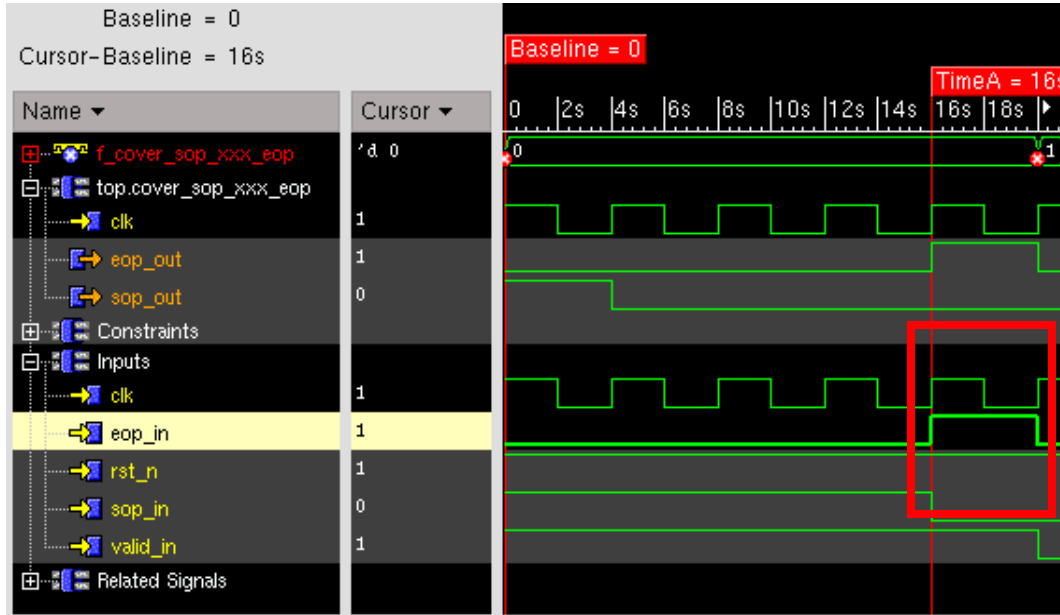 Baseline = 0
Cursor-Baseline = 16s
Baseline = 0
TimeA = 16s
Name Cursor 0 2s 4s 6s 8s 10s 12s 14s 16s 18s
f_cover_sop_xxx_eop 'd 0 0 1
top.cover_sop_xxx_eop
clk 1
eop_out 1
sop_out 0
Constraints
Inputs
clk 1
eop_in 1
rst_n 1
sop_in 0
valid_in 1
Related Signals